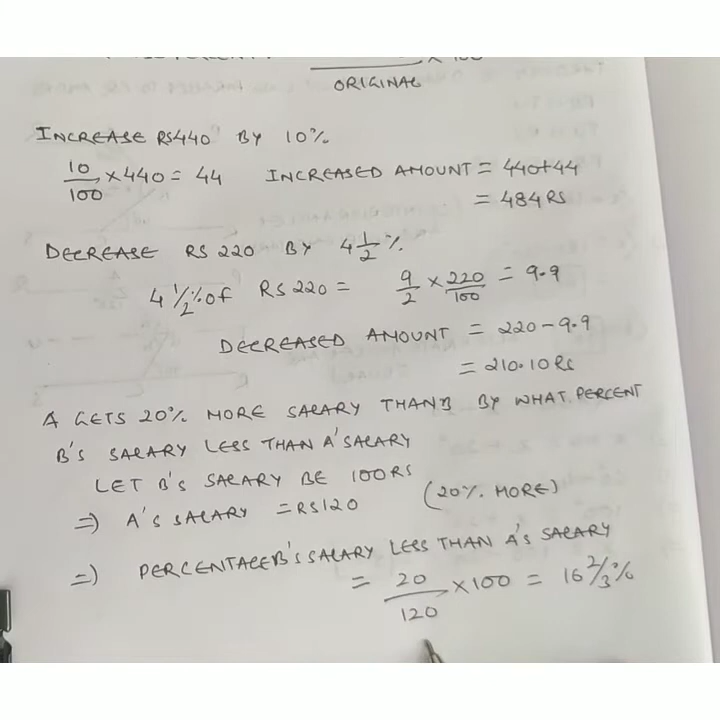 ORIGINAL
INCREASE RS440 BY 10%
10/100 × 440 = 44 INCREASED AMOUNT = 440+44
= 484 RS
DECREASE RS 220 BY 4 1/2 %
4 1/2 % of RS 220 = 9/2 × 220/100 = 9.9
DECREASED AMOUNT = 220 - 9.9
= 210.10 RS
A GETS 20% MORE SALARY THAN B BY WHAT PERCENT
B'S SALARY LESS THAN A'SALARY
LET B'S SALARY BE 100RS
=) A'S SALARY = RS120 (20% MORE)
=) PERCENTAGE B'S SALARY LESS THAN A'S SALARY
= 20/120 × 100 = 16 2/3 %